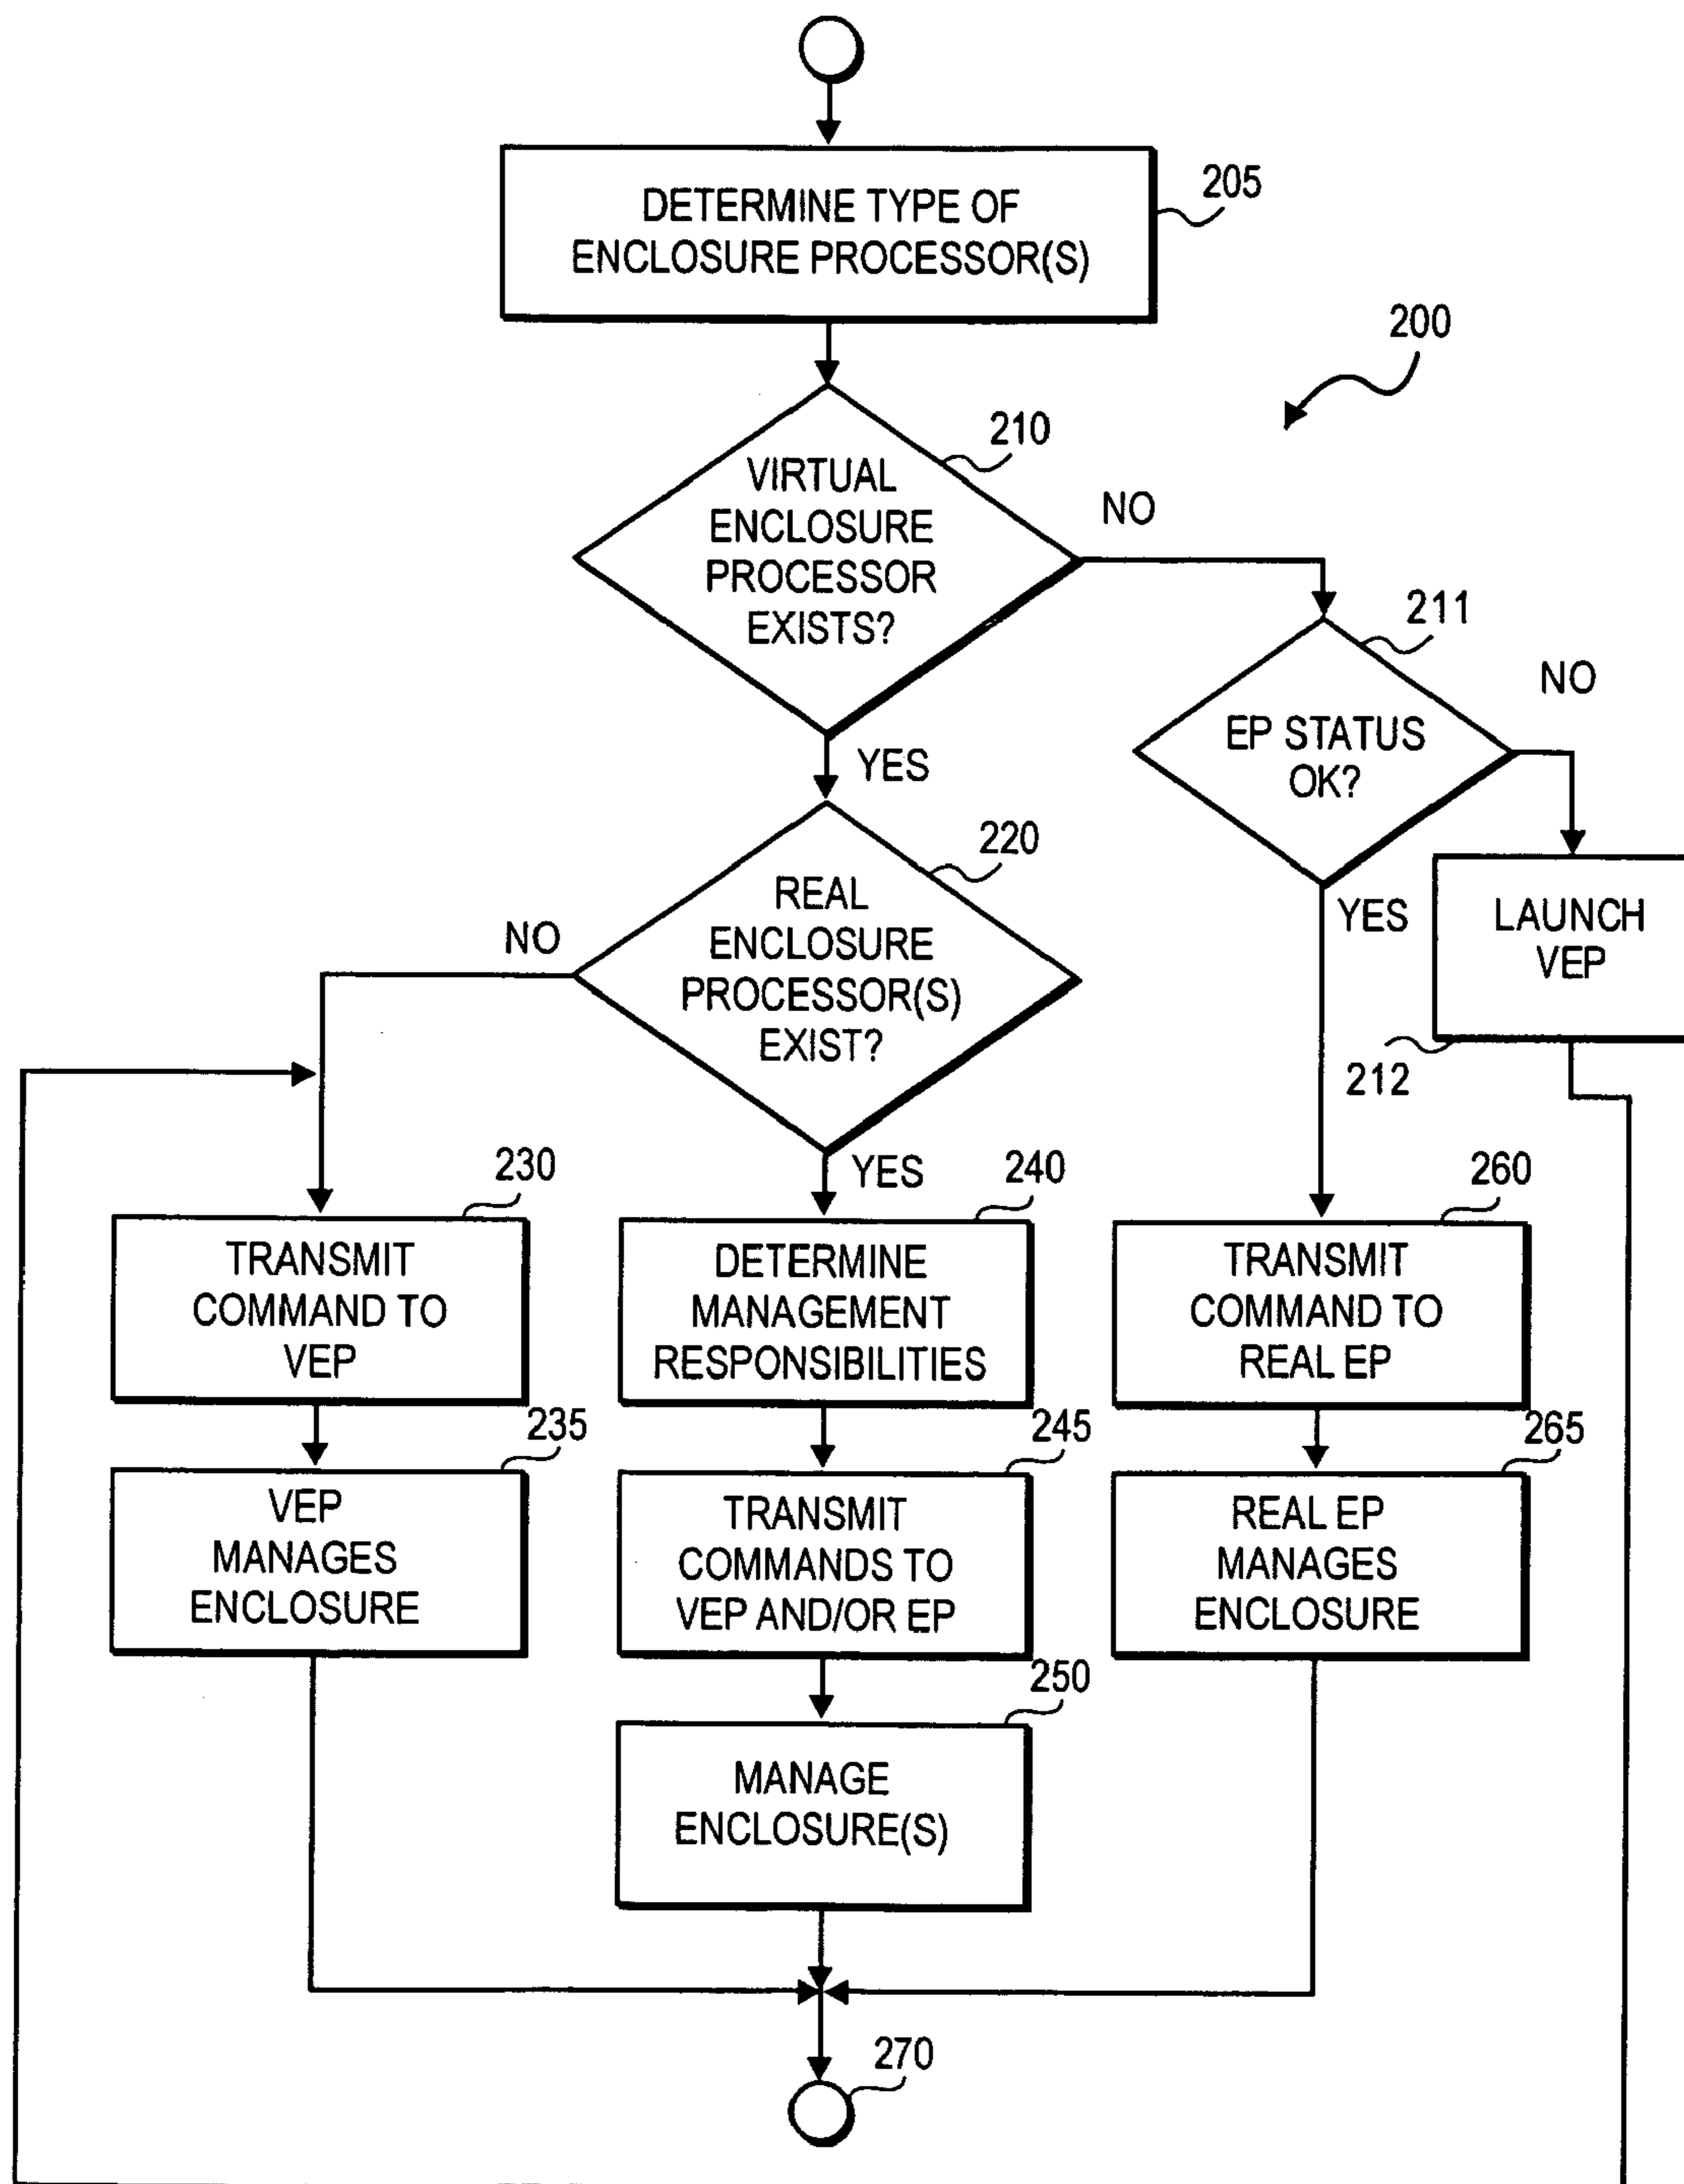 205
DETERMINE TYPE OF
ENCLOSURE PROCESSOR(S)
200
210
VIRTUAL
ENCLOSURE
PROCESSOR
EXISTS?
NO
211
EP STATUS
OK?
NO
YES
220
REAL
ENCLOSURE
PROCESSOR(S)
EXIST?
NO
YES
LAUNCH
VEP
212
YES
230
TRANSMIT
COMMAND TO
VEP
240
DETERMINE
MANAGEMENT
RESPONSIBILITIES
260
TRANSMIT
COMMAND TO
REAL EP
235
VEP
MANAGES
ENCLOSURE
245
TRANSMIT
COMMANDS TO
VEP AND/OR EP
265
REAL EP
MANAGES
ENCLOSURE
250
MANAGE
ENCLOSURE(S)
270